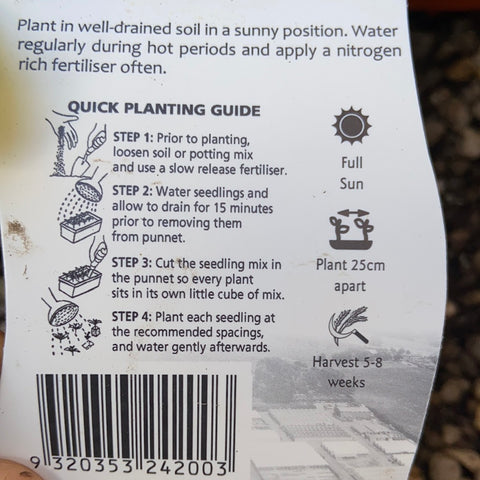 Plant in well-drained soil in a sunny position. Water
regularly during hot periods and apply a nitrogen
rich fertiliser often.
QUICK PLANTING GUIDE
STEP 1: Prior to planting,
loosen soil or potting mix
and use a slow release fertiliser.
STEP 2: Water seedlings and
allow to drain for 15 minutes
prior to removing them
from punnet.
STEP 3: Cut the seedling mix in
the punnet so every plant
sits in its own little cube of mix.
STEP 4: Plant each seedling at
the recommended spacings,
and water gently afterwards.
Full
Sun
Plant 25cm
apart
Harvest 5-8
weeks
9 320353 242003